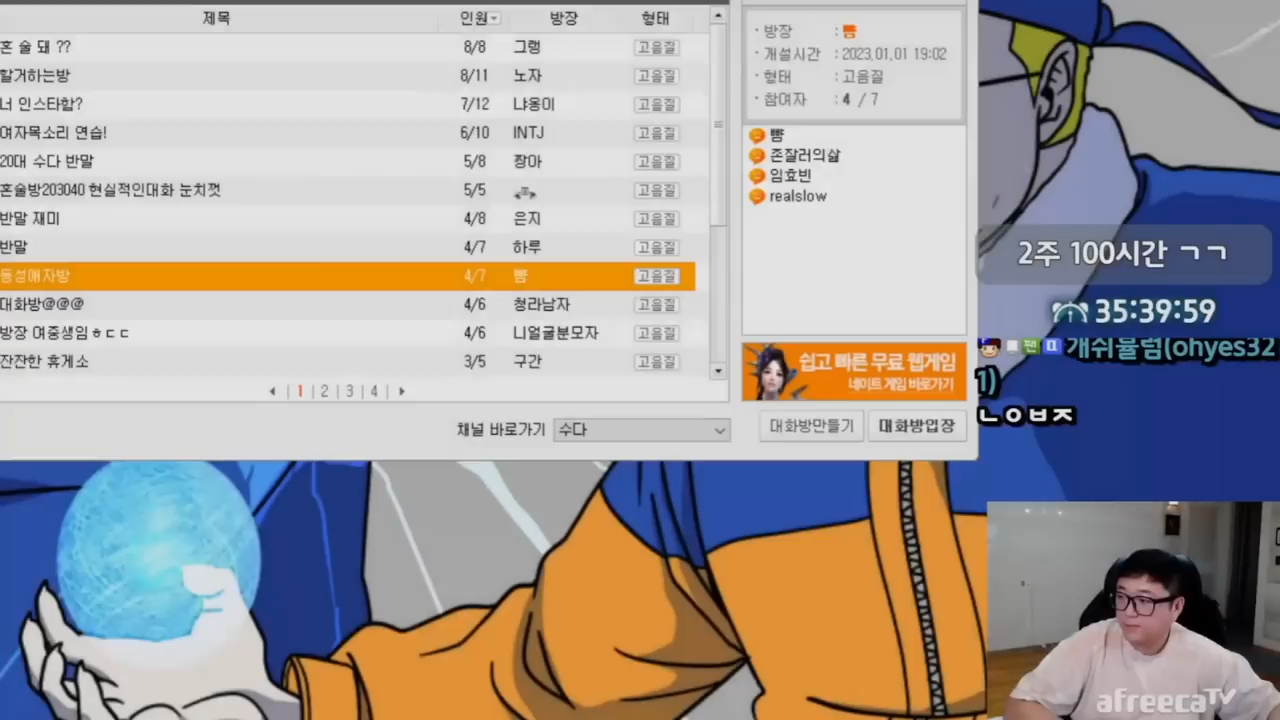 제목 인원 방장 형태
혼 술 돼 ?? 8/8 그랭 고음질
할거하는방 8/11 노자 고음질
너 인스타할? 7/12 냐옹이 고음질
여자목소리 연습! 6/10 INTJ 고음질
20대 수다 반말 5/8 짱아 고음질
혼술방203040 현실적인대화 눈치껏 5/5 고음질
반말 재미 4/8 은지 고음질
반말 4/7 하루 고음질
동성애자방 4/7 뺨 고음질
대화방@@@ 4/6 청라남자 고음질
방장 여중생임ㅎㄷㄷ 4/6 니얼굴분모자 고음질
잔잔한 휴게소 3/5 구간 고음질
1 | 2 | 3 | 4
채널 바로가기 수다
· 방장 : 뺨
· 개설시간 : 2023.01.01 19:02
· 형태 : 고음질
· 참여자 : 4 / 7
뺨
존잘러의삶
임효빈
realslow
쉽고 빠른 무료 웹게임
네이트 게임 바로가기
대화방만들기 대화방입장
2주 100시간 ㄱㄱ
35:39:59
팬 개쉬뮬럼(ohyes32
1)
ㄴㅇㅂㅈ
afreecaTV